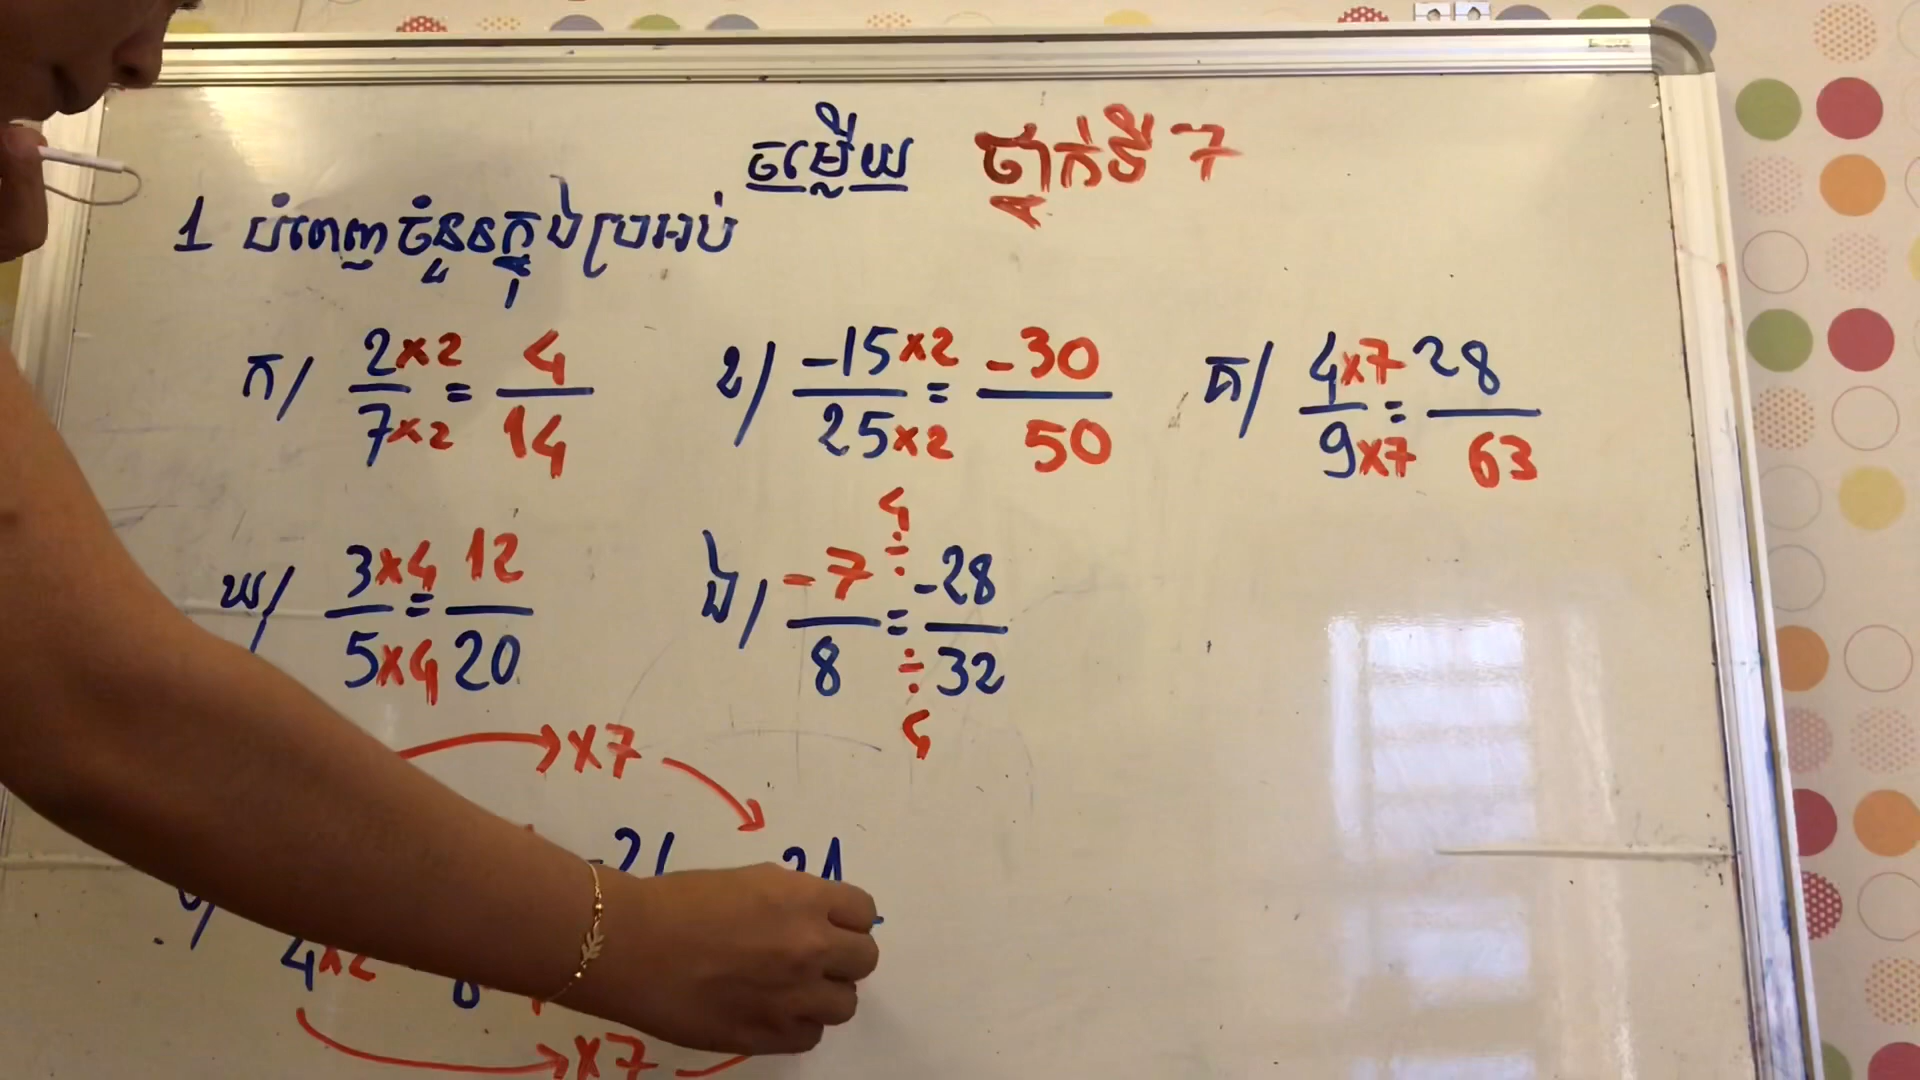 ចម្លើយ ថ្នាក់ទី 7
1 បំពេញចំនួនក្នុងប្រអប់
ក/ 2×2 / 7×2 = 4 / 14
ខ/ -15×2 / 25×2 = -30 / 50
គ/ 4×7 / 9×7 = 28 / 63
ឃ/ 3×4 / 5×4 = 12 / 20
ង/ -7 / 8 = -28 ÷ 4 / 32 ÷ 4
×7
4×2
×7